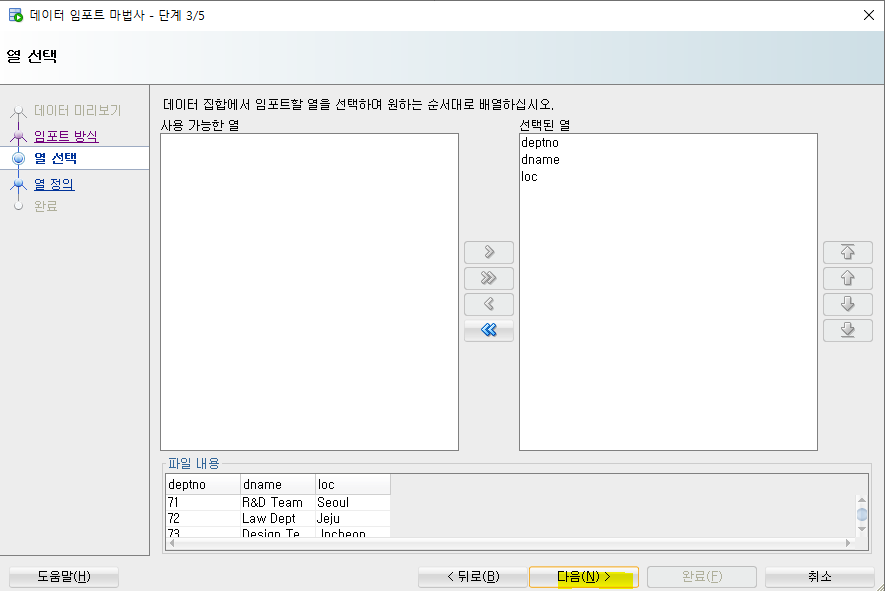 데이터 임포트 마법사 - 단계 3/5
열 선택
데이터 미리보기
임포트 방식
열 선택
열 정의
완료
데이터 집합에서 임포트할 열을 선택하며 원하는 순서대로 배열하십시오.
사용 가능한 열
선택된 열
deptno
dname
loc
파일 내용
deptno dname loc
71 R&D Team Seoul
72 Law Dept Jeju
73 Design Te... Incheon
도움말(H)
< 뒤로(B)
다음(N) >
완료(F)
취소